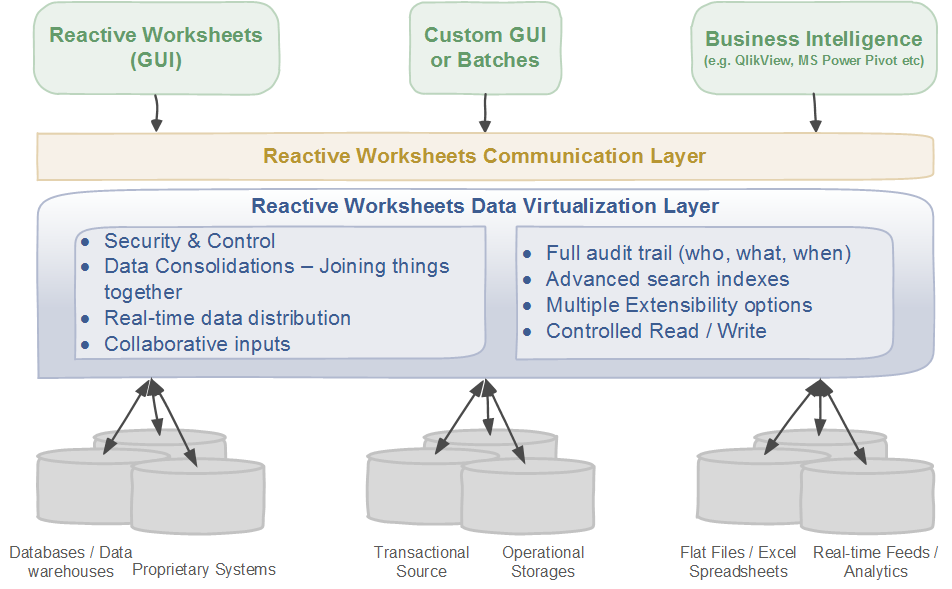 Reactive Worksheets
(GUI)
Custom GUI
or Batches
Business Intelligence
(e.g. QlikView, MS Power Pivot etc)
Reactive Worksheets Communication Layer
Reactive Worksheets Data Virtualization Layer
• Security & Control
• Data Consolidations – Joining things
together
• Real-time data distribution
• Collaborative inputs
• Full audit trail (who, what, when)
• Advanced search indexes
• Multiple Extensibility options
• Controlled Read / Write
Databases / Data
warehouses
Proprietary Systems
Transactional
Source
Operational
Storages
Flat Files / Excel
Spreadsheets
Real-time Feeds /
Analytics